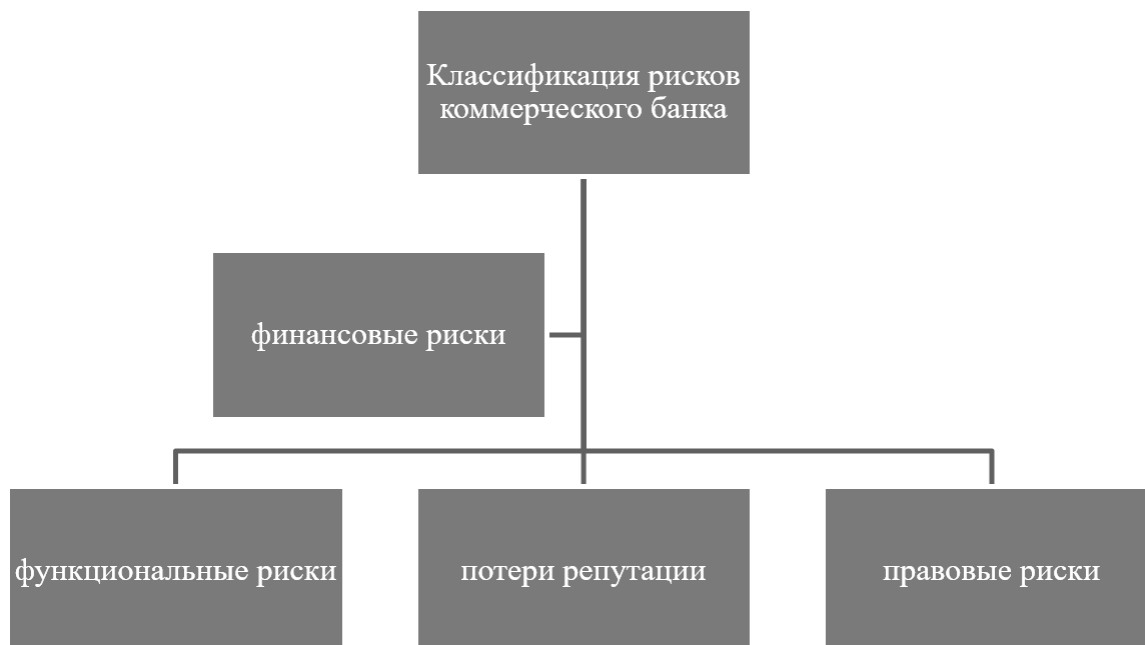 Классификация рисков
коммерческого банка
финансовые риски
функциональные риски
потери репутации
правовые риски